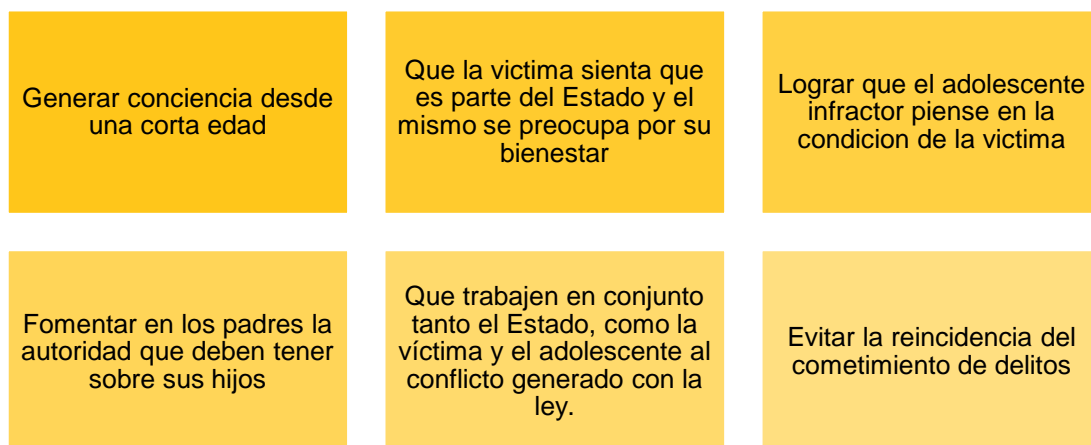 Generar conciencia desde
una corta edad
Que la victima sienta que
es parte del Estado y el
mismo se preocupa por su
bienestar
Lograr que el adolescente
infractor piense en la
condicion de la victima
Fomentar en los padres la
autoridad que deben tener
sobre sus hijos
Que trabajen en conjunto
tanto el Estado, como la
víctima y el adolescente al
conflicto generado con la
ley.
Evitar la reincidencia del
cometimiento de delitos